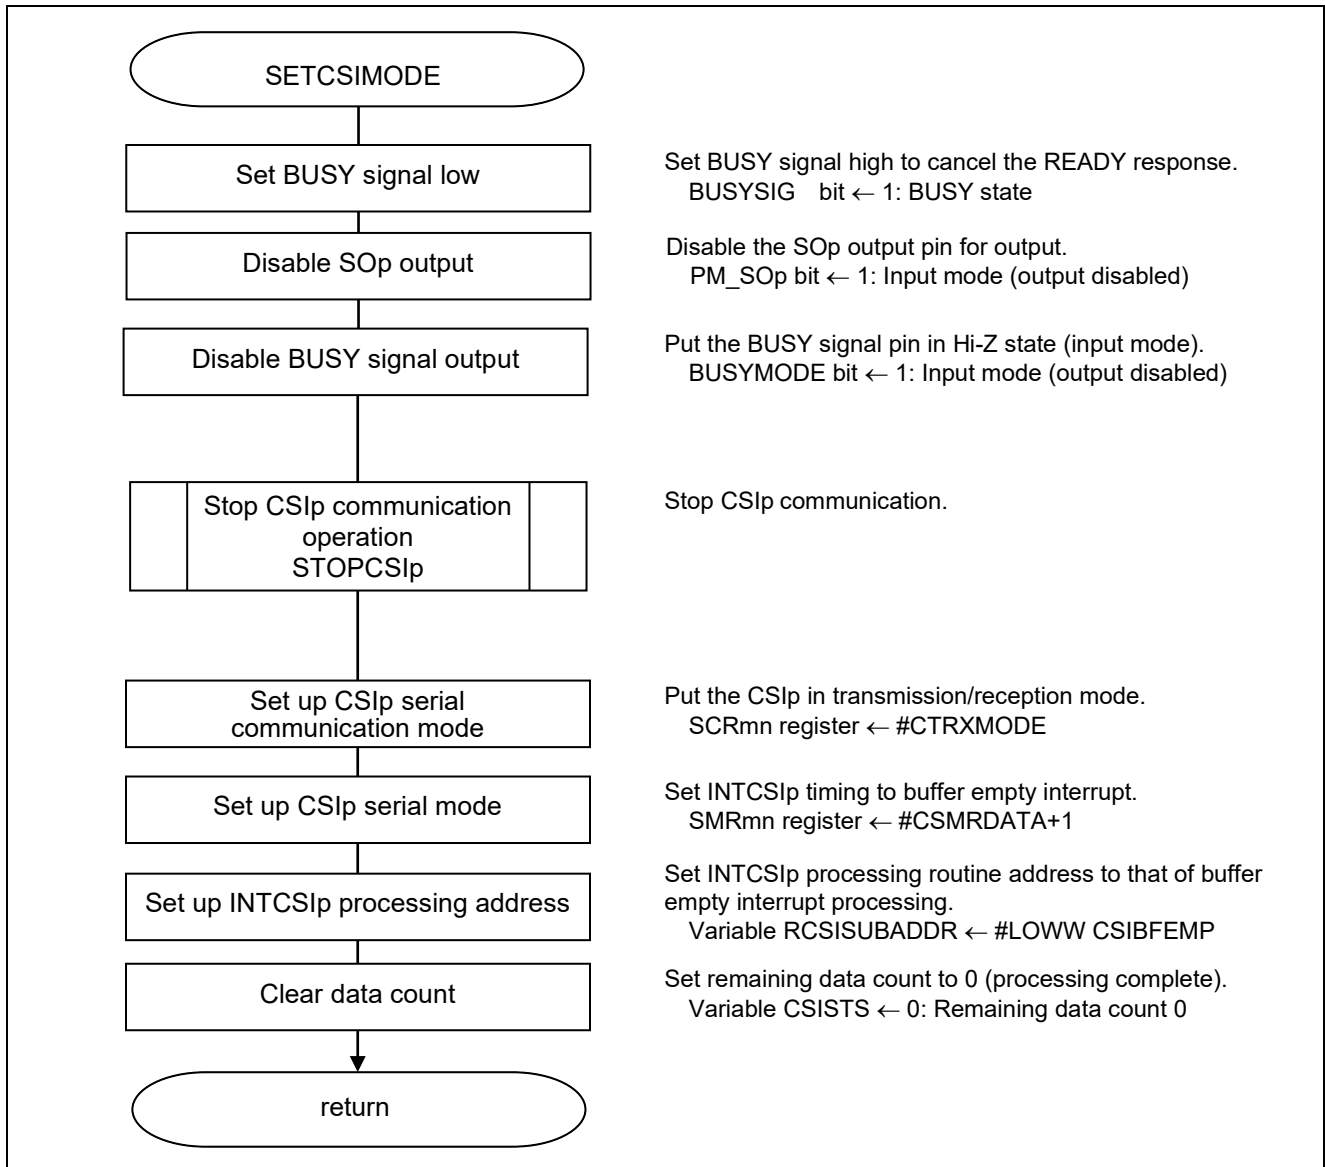 SETCSIMODE
Set BUSY signal low
Set BUSY signal high to cancel the READY response.
BUSYSIG bit ← 1: BUSY state
Disable SOp output
Disable the SOp output pin for output.
PM_SOp bit ← 1: Input mode (output disabled)
Disable BUSY signal output
Put the BUSY signal pin in Hi-Z state (input mode).
BUSYMODE bit ← 1: Input mode (output disabled)
Stop CSIp communication
operation
STOPCSIp
Stop CSIp communication.
Set up CSIp serial
communication mode
Put the CSIp in transmission/reception mode.
SCRmn register ← #CTRXMODE
Set up CSIp serial mode
Set INTCSIp timing to buffer empty interrupt.
SMRmn register ← #CSMRDATA+1
Set up INTCSIp processing address
Set INTCSIp processing routine address to that of buffer
empty interrupt processing.
Variable RCSISUBADDR ← #LOWW CSIBFEMP
Clear data count
Set remaining data count to 0 (processing complete).
Variable CSISTS ← 0: Remaining data count 0
return